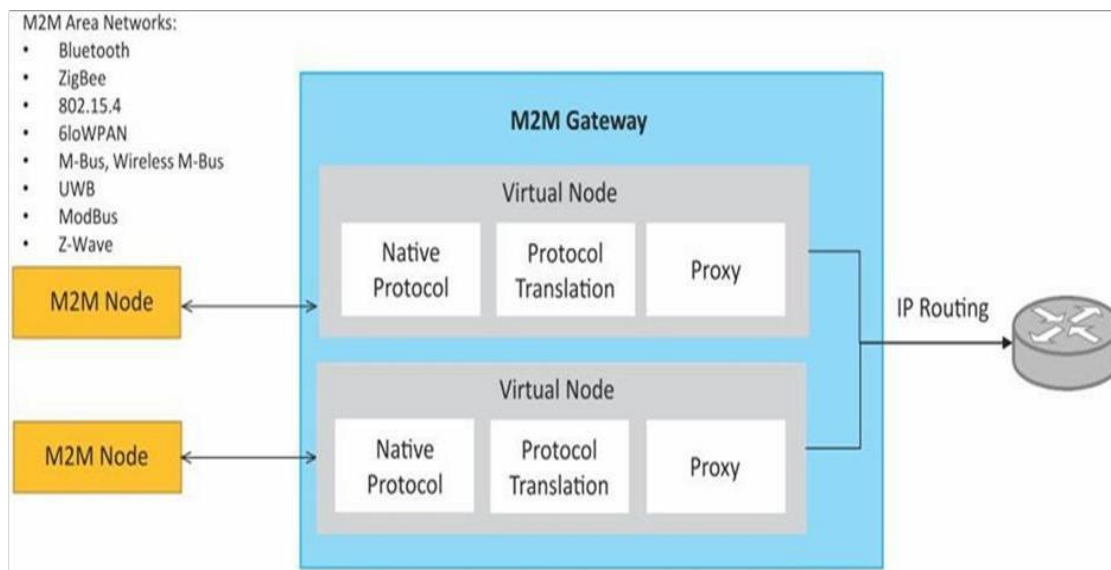 M2M Area Networks:
• Bluetooth
• ZigBee
• 802.15.4
• 6loWPAN
• M-Bus, Wireless M-Bus
• UWB
• ModBus
• Z-Wave
M2M Gateway
Virtual Node
Native
Protocol
Protocol
Translation
Proxy
M2M Node
IP Routing
Virtual Node
Native
Protocol
Protocol
Translation
Proxy
M2M Node